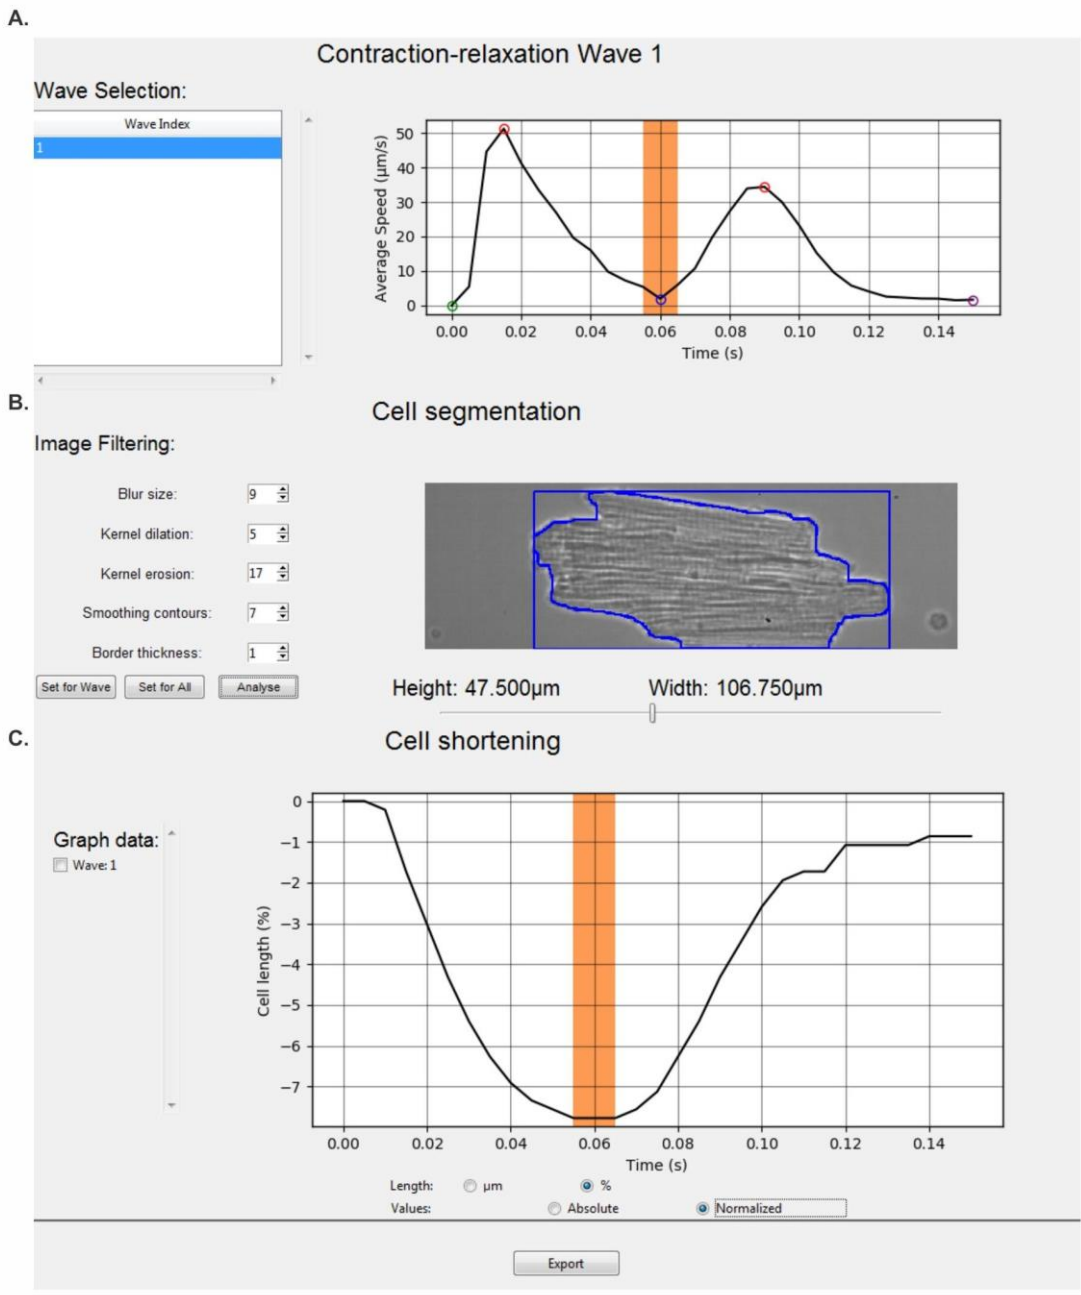 A.
Contraction-relaxation Wave 1
Wave Selection:
Wave Index
1
Average Speed (µm/s)
50
40
30
20
10
0
0.00 0.02 0.04 0.06 0.08 0.10 0.12 0.14
Time (s)
B.
Cell segmentation
Image Filtering:
Blur size: 9
Kernel dilation: 5
Kernel erosion: 17
Smoothing contours: 7
Border thickness: 1
Set for Wave Set for All Analyse
Height: 47.500µm Width: 106.750µm
C.
Cell shortening
Graph data:
Wave: 1
Cell length (%)
0
−1
−2
−3
−4
−5
−6
−7
0.00 0.02 0.04 0.06 0.08 0.10 0.12 0.14
Time (s)
Length: µm %
Values: Absolute Normalized
Export